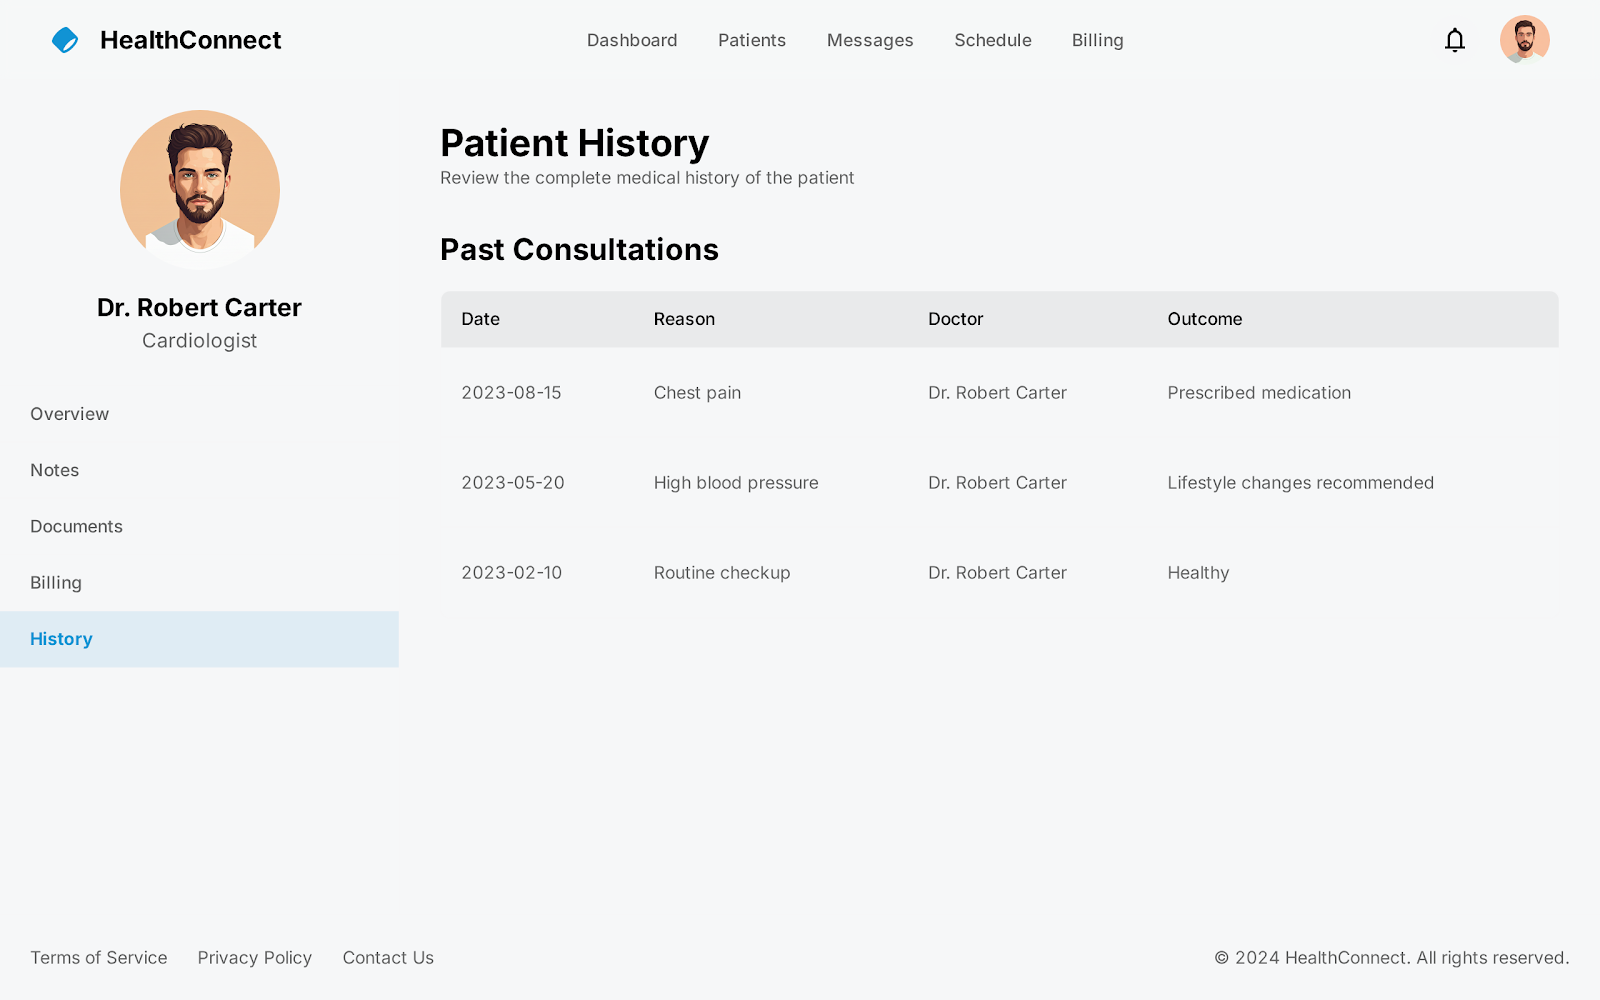 HealthConnect
Dashboard Patients Messages Schedule Billing
Dr. Robert Carter
Cardiologist
Overview
Notes
Documents
Billing
History
Patient History
Review the complete medical history of the patient
Past Consultations
Date Reason Doctor Outcome
2023-08-15 Chest pain Dr. Robert Carter Prescribed medication
2023-05-20 High blood pressure Dr. Robert Carter Lifestyle changes recommended
2023-02-10 Routine checkup Dr. Robert Carter Healthy
Terms of Service Privacy Policy Contact Us
© 2024 HealthConnect. All rights reserved.